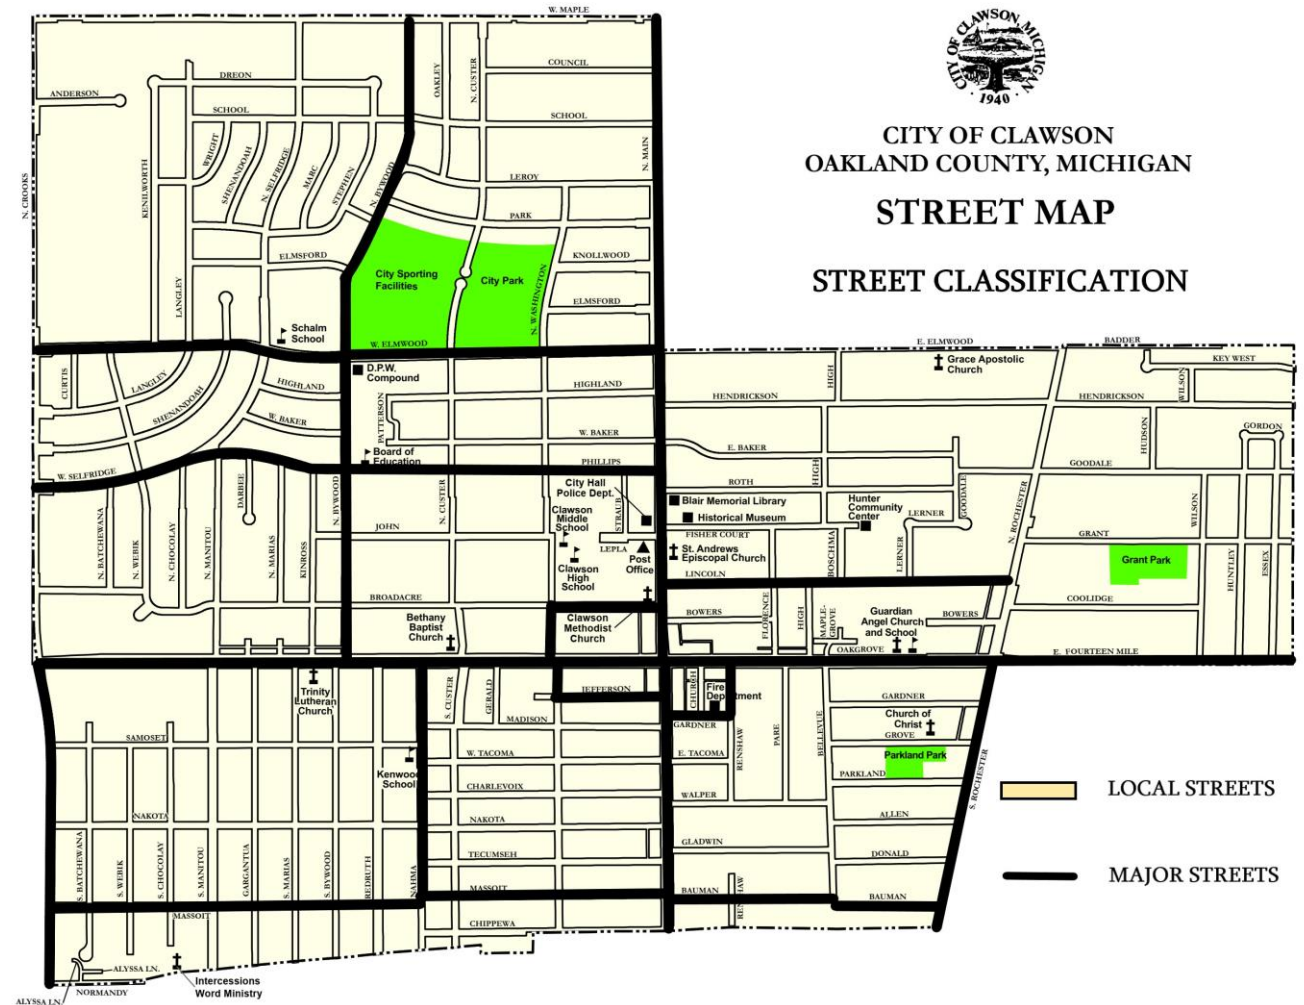 W. MAPLE
CITY OF CLAWSON, MICHIGAN
· 1940 ·
CITY OF CLAWSON
OAKLAND COUNTY, MICHIGAN
STREET MAP
STREET CLASSIFICATION
N. CROOKS
ANDERSON
DREON
SCHOOL
OAKLEY
N. CUSTER
COUNCIL
SCHOOL
N. MAIN
KENILWORTH
WRIGHT
SHENANDOAH
N. SELFRIDGE
MARC
STEPHEN
N. BYWOOD
LEROY
PARK
LANGLEY
ELMSFORD
City Sporting
Facilities
City Park
N. WASHINGTON
KNOLLWOOD
ELMSFORD
Schalm
School
W. ELMWOOD
E. ELMWOOD
BADDER
CURTIS
LANGLEY
SHENANDOAH
HIGHLAND
W. BAKER
D.P.W.
Compound
PATTERSON
HIGHLAND
W. BAKER
HIGH
Grace Apostolic
Church
KEY WEST
WILSON
HENDRICKSON
HENDRICKSON
HUDSON
GORDON
W. SELFRIDGE
Board of
Education
PHILLIPS
E. BAKER
GOODALE
ROTH
HIGH
DARBEE
N. BYWOOD
N. CUSTER
City Hall
Police Dept.
Clawson
Middle
School
STRAUB
Blair Memorial Library
Historical Museum
Hunter
Community
Center
LERNER
GOODALE
N. ROCHESTER
WILSON
JOHN
FISHER COURT
GRANT
N. BATCHEWANA
N. WEBIK
N. CHOCOLAY
N. MANITOU
N. MARIAS
KINROSS
LEPLA
Post
Office
Clawson
High
School
St. Andrews
Episcopal Church
BOSCHMA
LERNER
Grant Park
HUNTLEY
ESSEX
LINCOLN
BROADACRE
COOLIDGE
Bethany
Baptist
Church
Clawson
Methodist
Church
BOWERS
FLORENCE
HIGH
MAPLE-
GROVE
Guardian
Angel Church
and School
BOWERS
OAKGROVE
E. FOURTEEN MILE
Trinity
Lutheran
Church
S. CUSTER
GERALD
JEFFERSON
CHURCH
Fire
Department
GARDNER
MADISON
GARDNER
Church of
Christ
GROVE
SAMOSET
W. TACOMA
E. TACOMA
RENSHAW
PARE
BELLEVUE
Parkland Park
S. ROCHESTER
Kenwood
School
PARKLAND
CHARLEVOIX
WALPER
LOCAL STREETS
NAKOTA
NAKOTA
ALLEN
GLADWIN
TECUMSEH
DONALD
S. BATCHEWANA
S. WEBIK
S. CHOCOLAY
S. MANITOU
GARGANTUA
S. MARIAS
S. BYWOOD
REDRUTH
NAHMA
MAJOR STREETS
MASSOIT
BAUMAN
RENSHAW
BAUMAN
MASSOIT
CHIPPEWA
ALYSSA LN.
Intercessions
Word Ministry
NORMANDY
ALYSSA LN.